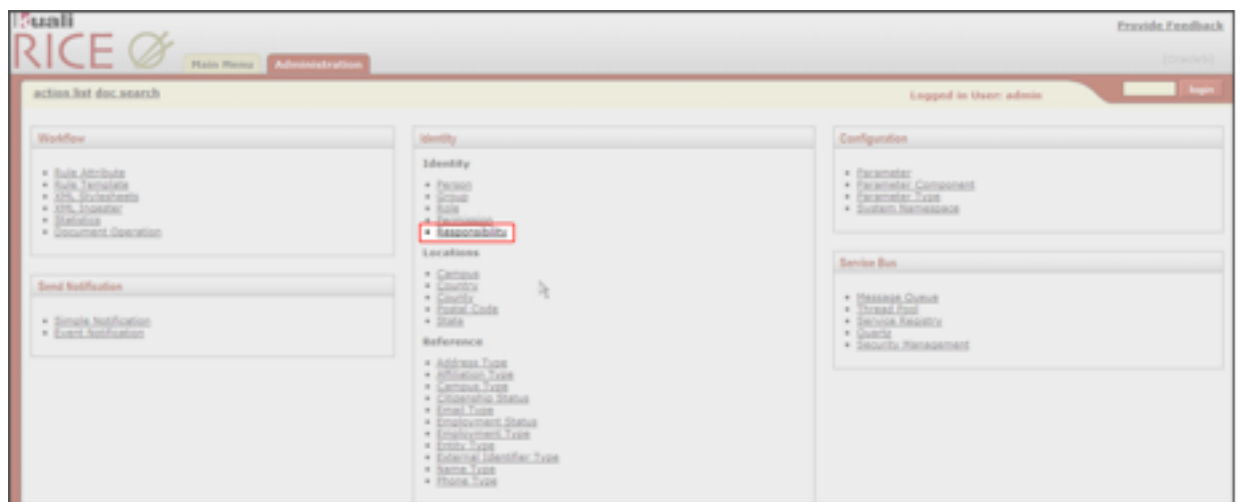 Kuali
RICE
Provide Feedback
Main Menu
Administration
action list doc search
Logged in User: admin
login
Workflow
Rule Attribute
Rule Template
XML Stylesheets
XML Ingester
Statistics
Document Operation
Send Notification
Simple Notification
Event Notification
Identity
Identity
Person
Group
Role
Permission
Responsibility
Locations
Campus
Country
County
Postal Code
State
Reference
Address Type
Affiliation Type
Campus Type
Citizenship Status
Email Type
Employment Status
Employment Type
Entity Type
External Identifier Type
Name Type
Phone Type
Configuration
Parameter
Parameter Component
Parameter Type
System Namespace
Service Bus
Message Queue
Thread Pool
Service Registry
Quartz
Security Management